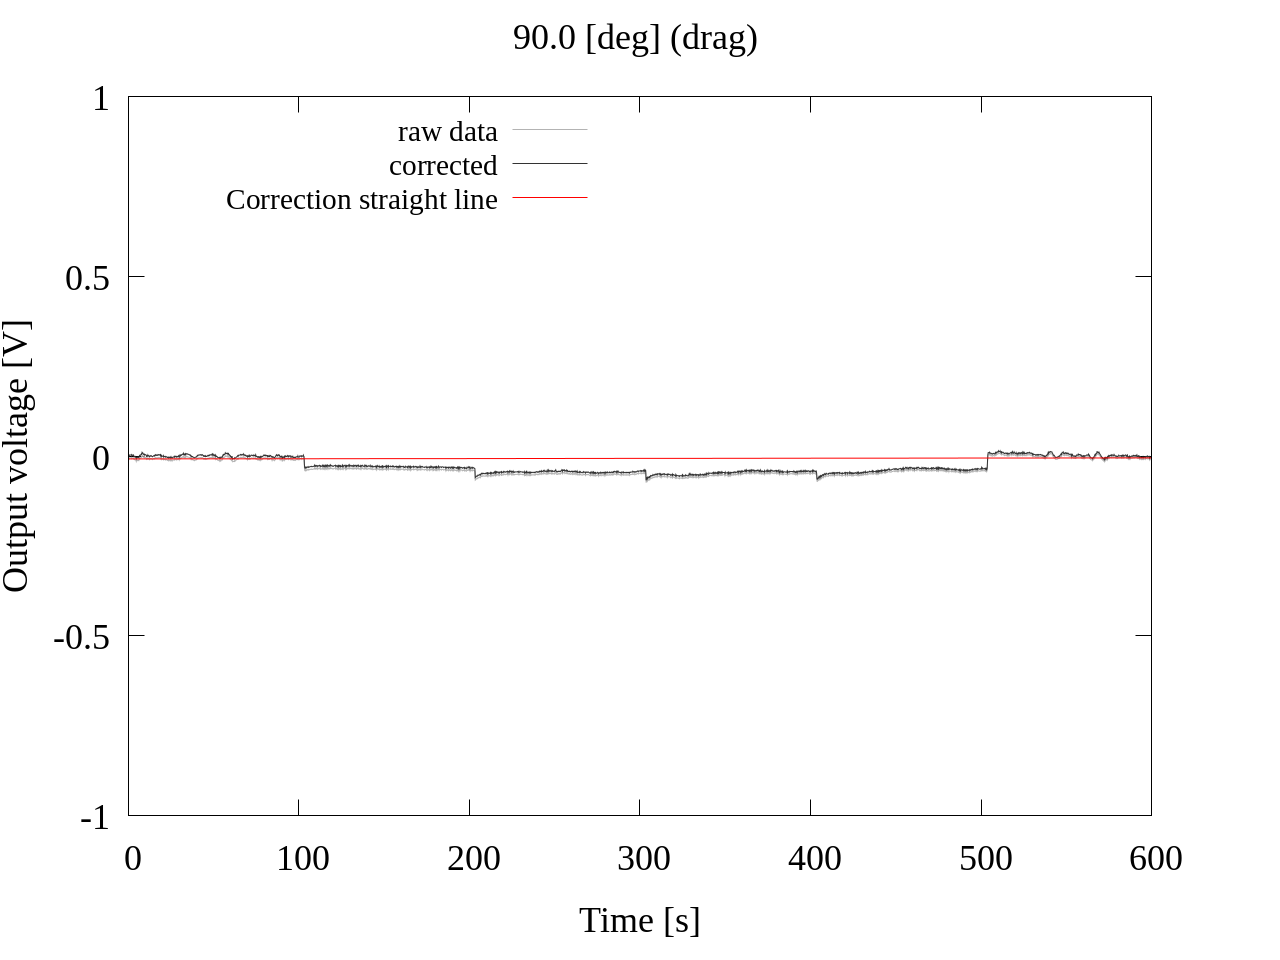 90.0 [deg] (drag)
1
raw data
corrected
Correction straight line
0.5
0
-0.5
-1
Output voltage [V]
0 100 200 300 400 500 600
Time [s]